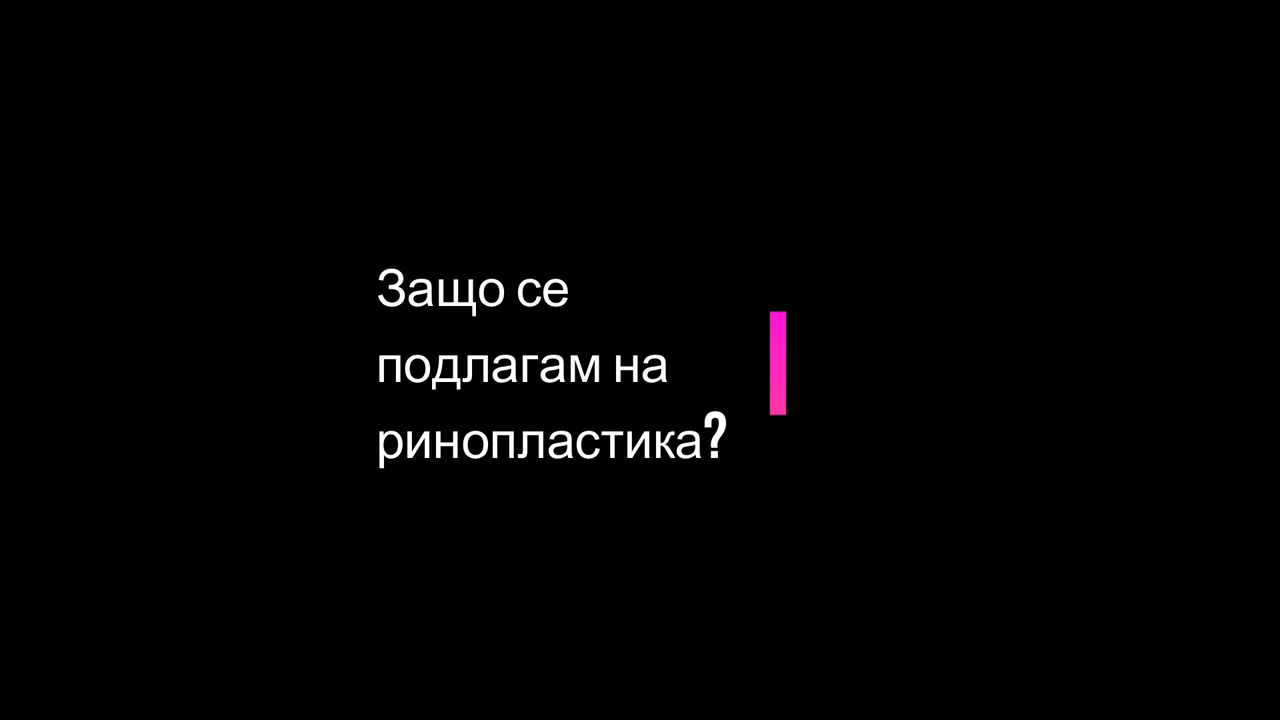 Защо се
подлагам на
ринопластика?